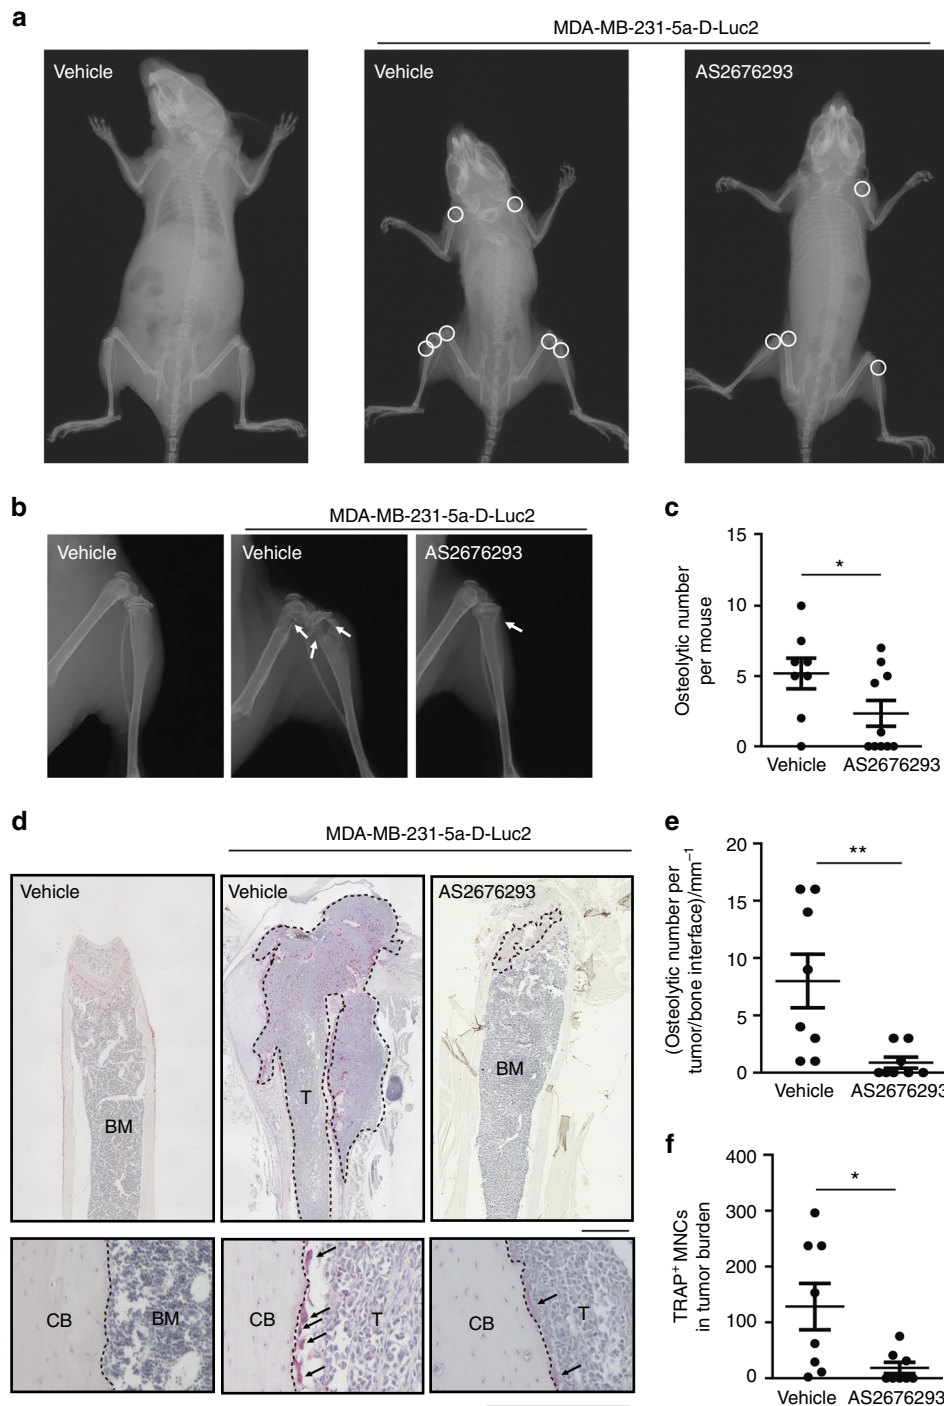 a
MDA-MB-231-5a-D-Luc2
Vehicle
Vehicle
AS2676293
b
MDA-MB-231-5a-D-Luc2
Vehicle
Vehicle
AS2676293
c
Osteolytic number
per mouse
15
10
5
0
*
Vehicle
AS2676293
d
MDA-MB-231-5a-D-Luc2
Vehicle
Vehicle
AS2676293
BM
T
BM
CB
BM
CB
T
CB
T
e
(Osteolytic number per
tumor/bone interface)/mm⁻¹
20
15
10
5
0
**
Vehicle
AS2676293
f
TRAP⁺ MNCs
in tumor burden
400
300
200
100
0
*
Vehicle
AS2676293